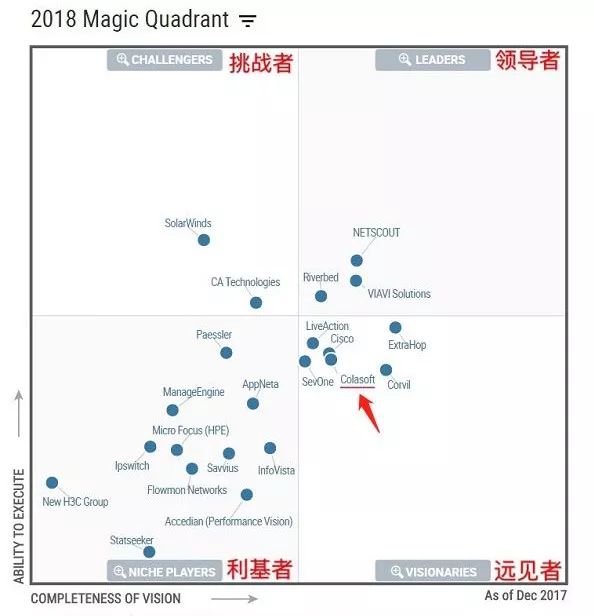 2018 Magic Quadrant
CHALLENGERS 挑战者
LEADERS 领导者
SolarWinds
NETSCOUT
CA Technologies
Riverbed
VIAVI Solutions
LiveAction
Cisco
Paessler
ExtraHop
SevOne
Colasoft
Corvil
ManageEngine
AppNeta
Micro Focus (HPE)
Ipswitch
Savvius
InfoVista
Flowmon Networks
New H3C Group
Accedian (Performance Vision)
Statseeker
NICHE PLAYERS 利基者
VISIONARIES 远见者
ABILITY TO EXECUTE
COMPLETENESS OF VISION
As of Dec 2017